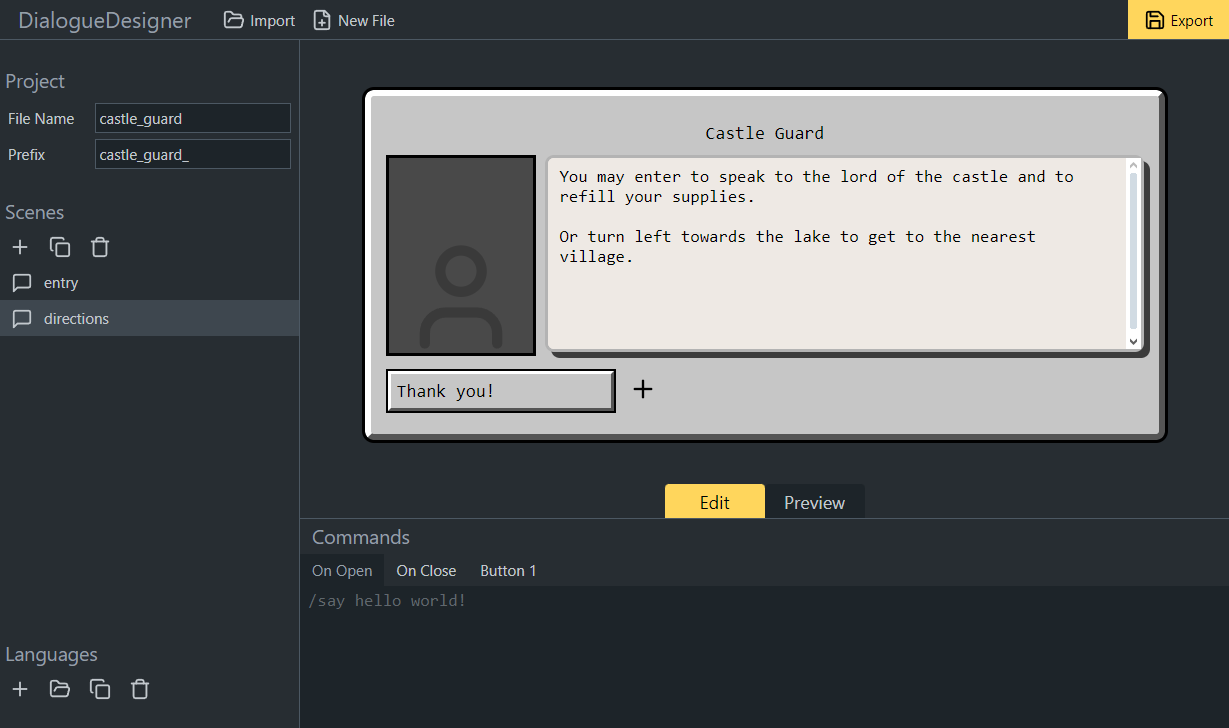 DialogueDesigner
Import
New File
Export
Project
File Name
castle_guard
Prefix
castle_guard_
Scenes
entry
directions
Castle Guard
You may enter to speak to the lord of the castle and to
refill your supplies.
Or turn left towards the lake to get to the nearest
village.
Thank you!
Edit
Preview
Commands
On Open
On Close
Button 1
/say hello world!
Languages